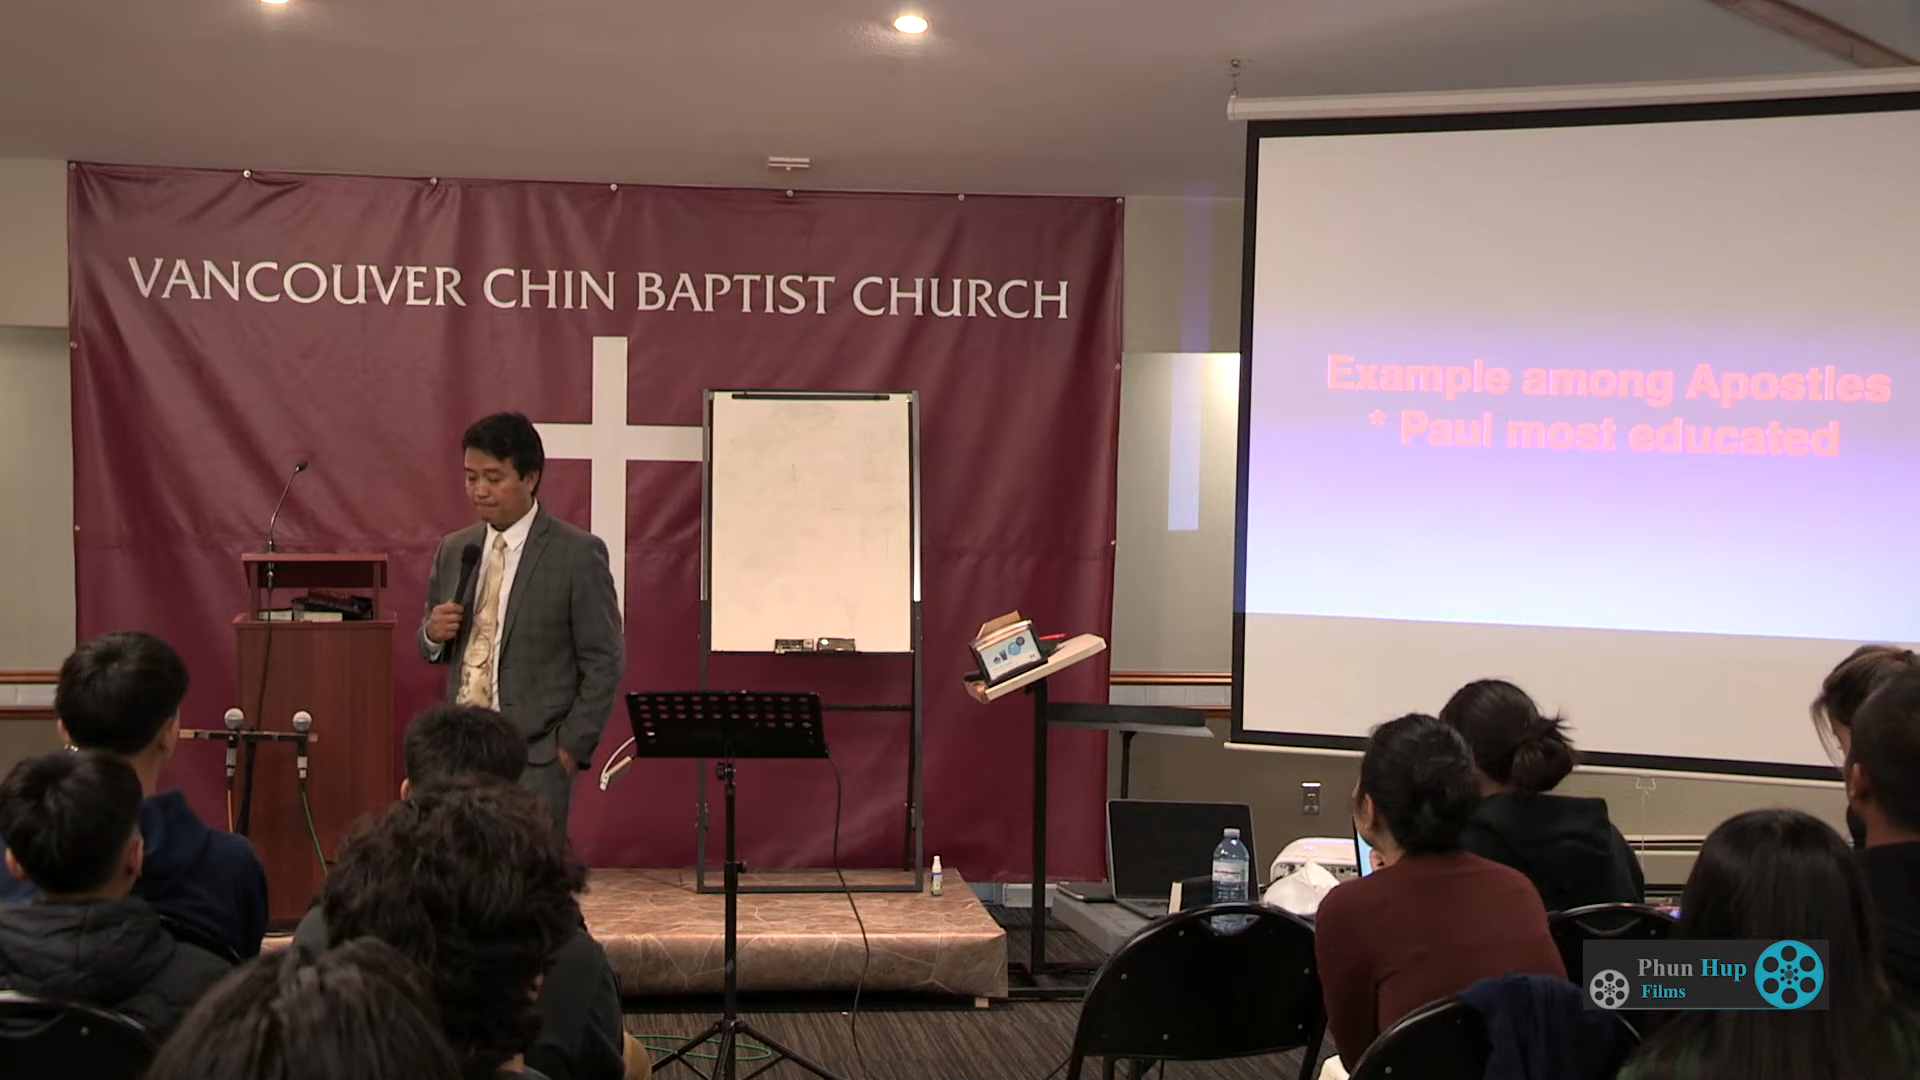 VANCOUVER CHIN BAPTIST CHURCH
Example among Apostles
* Paul most educated
Phun Hup
Films